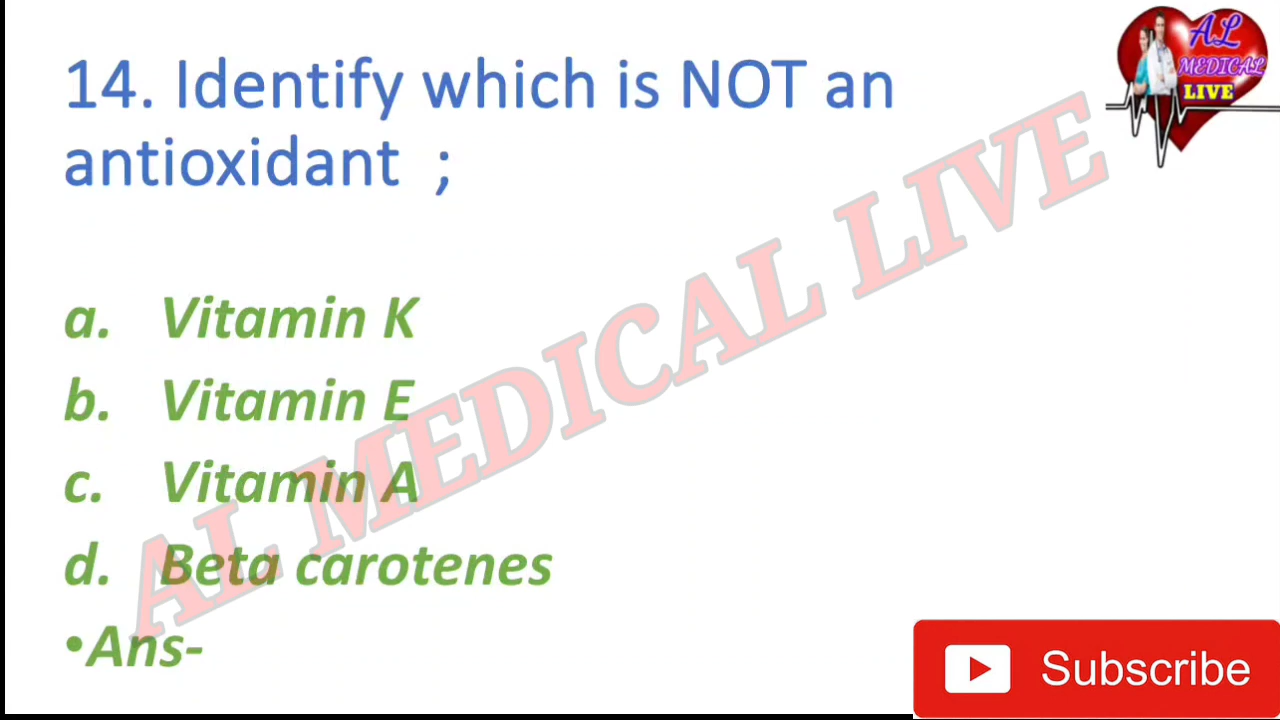 14. Identify which is NOT an
antioxidant ;
a. Vitamin K
b. Vitamin E
c. Vitamin A
d. Beta carotenes
•Ans-
AL MEDICAL LIVE
AL
MEDICAL
LIVE
Subscribe